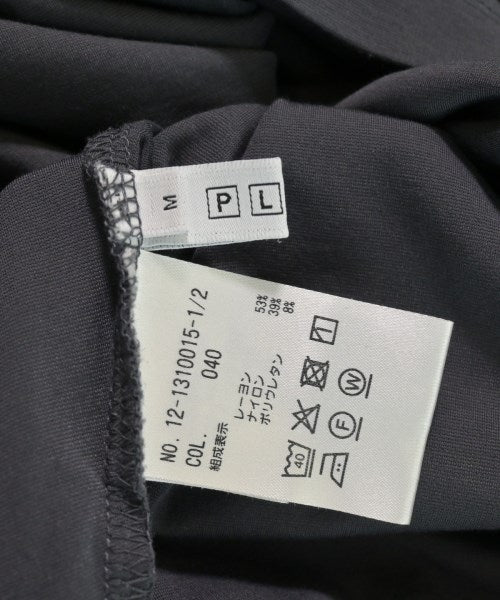 M
P L
NO. 12-1310015-1/2
COL. 040
組成表示
レーヨン 53%
ナイロン 39%
ポリウレタン 8%
40
F
W